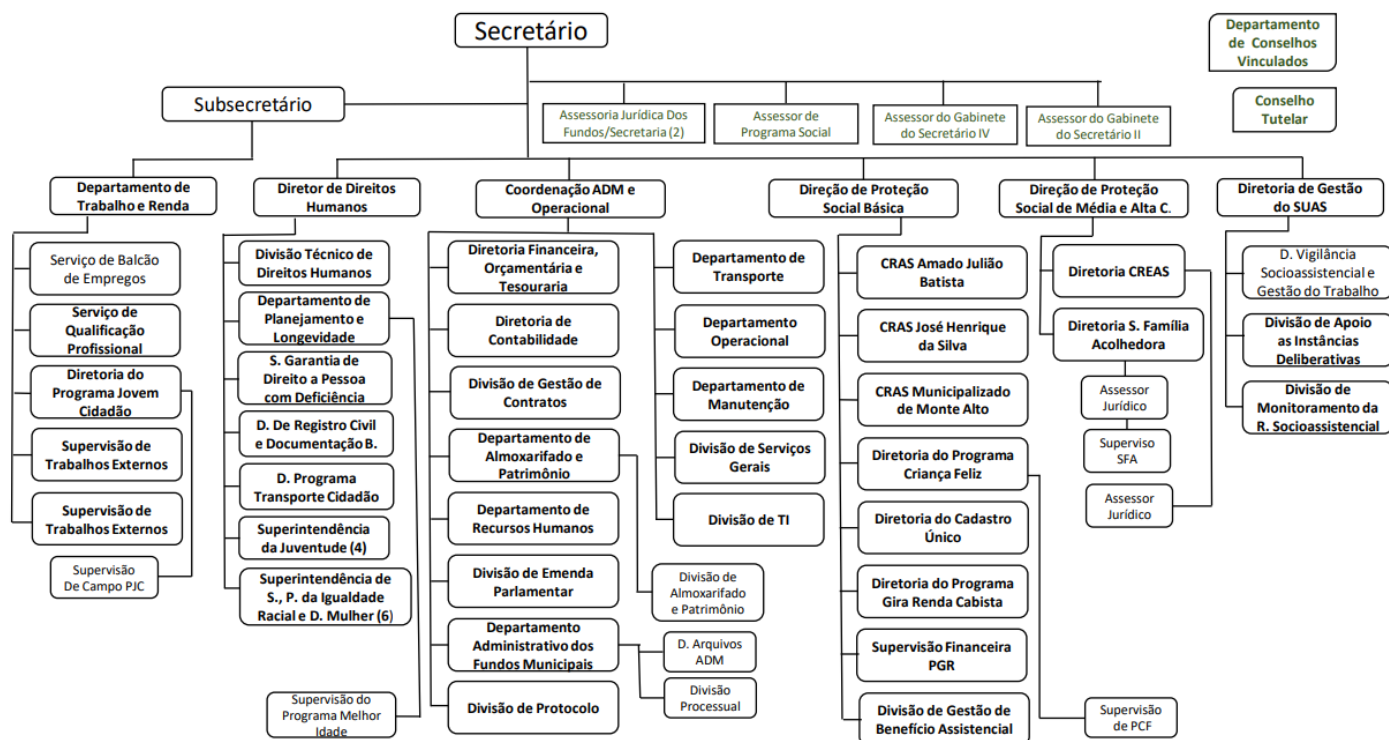 Secretário
Departamento
de Conselhos
Vinculados
Subsecretário
Conselho
Tutelar
Assessoria Jurídica Dos
Fundos/Secretaria (2)
Assessor de
Programa Social
Assessor do Gabinete
do Secretário IV
Assessor do Gabinete
do Secretário II
Departamento de
Trabalho e Renda
Serviço de Balcão
de Empregos
Serviço de
Qualificação
Profissional
Diretoria do
Programa Jovem
Cidadão
Supervisão de
Trabalhos Externos
Supervisão de
Trabalhos Externos
Supervisão
De Campo PJC
Diretor de Direitos
Humanos
Divisão Técnico de
Direitos Humanos
Departamento de
Planejamento e
Longevidade
S. Garantia de
Direito a Pessoa
com Deficiência
D. De Registro Civil
e Documentação B.
D. Programa
Transporte Cidadão
Superintendência
da Juventude (4)
Superintendência de
S., P. da Igualdade
Racial e D. Mulher (6)
Supervisão do
Programa Melhor
Idade
Coordenação ADM e
Operacional
Diretoria Financeira,
Orçamentária e
Tesouraria
Diretoria de
Contabilidade
Divisão de Gestão de
Contratos
Departamento de
Almoxarifado e
Patrimônio
Departamento de
Recursos Humanos
Divisão de Emenda
Parlamentar
Departamento
Administrativo dos
Fundos Municipais
Divisão de Protocolo
Departamento de
Transporte
Departamento
Operacional
Departamento de
Manutenção
Divisão de Serviços
Gerais
Divisão de TI
Divisão de
Almoxarifado
e Patrimônio
D. Arquivos
ADM
Divisão
Processual
Direção de Proteção
Social Básica
CRAS Amado Julião
Batista
CRAS José Henrique
da Silva
CRAS Municipalizado
de Monte Alto
Diretoria do Programa
Criança Feliz
Diretoria do Cadastro
Único
Diretoria do Programa
Gira Renda Cabista
Supervisão Financeira
PGR
Divisão de Gestão de
Benefício Assistencial
Direção de Proteção
Social de Média e Alta C.
Diretoria CREAS
Diretoria S. Família
Acolhedora
Assessor
Jurídico
Superviso
SFA
Assessor
Jurídico
Supervisão
de PCF
Diretoria de Gestão
do SUAS
D. Vigilância
Socioassistencial e
Gestão do Trabalho
Divisão de Apoio
as Instâncias
Deliberativas
Divisão de
Monitoramento da
R. Socioassistencial